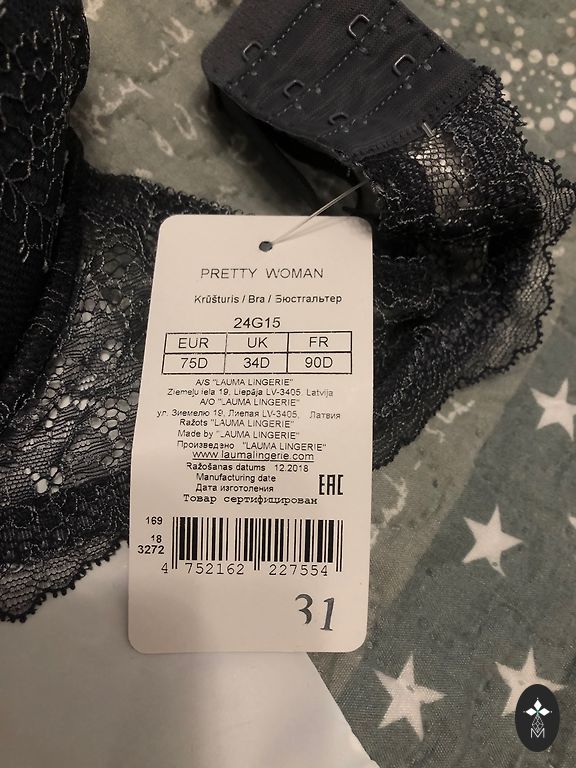 PRETTY WOMAN
Krūšturis / Bra / Бюстгальтер
24G15
EUR UK FR
75D 34D 90D
A/S "LAUMA LINGERIE"
Ziemeļu iela 19, Liepāja LV-3405, Latvija
A/O "LAUMA LINGERIE"
ул. Зиемелю 19, Лиепая LV-3405, Латвия
Ražots "LAUMA LINGERIE"
Made by "LAUMA LINGERIE"
Произведено "LAUMA LINGERIE"
www.laumalingerie.com
Ražošanas datums 12.2018
Manufacturing date
Дата изготовления
EAC
Товар сертифицирован
169
18
3272
4 752162 227554
31
M